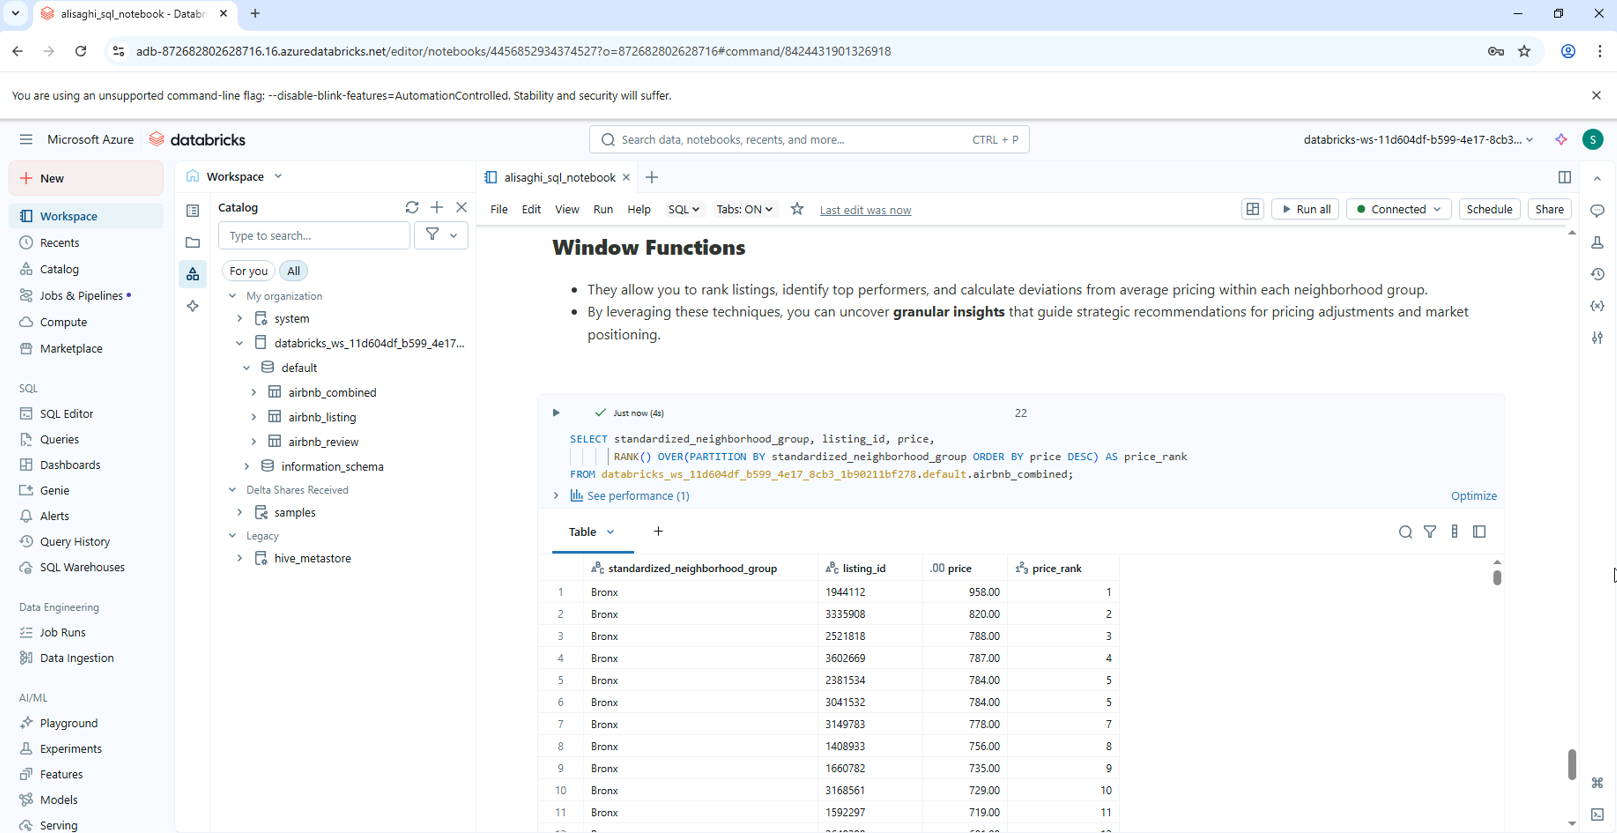 alisaghi_sql_notebook - Databri
adb-872682802628716.16.azuredatabricks.net/editor/notebooks/4456852934374527?o=872682802628716#command/8424431901326918
You are using an unsupported command-line flag: --disable-blink-features=AutomationControlled. Stability and security will suffer.
Microsoft Azure
databricks
Search data, notebooks, recents, and more...
CTRL + P
databricks-ws-11d604df-b599-4e17-8cb3...
S
New
Workspace
Recents
Catalog
Jobs & Pipelines
Compute
Marketplace
SQL
SQL Editor
Queries
Dashboards
Genie
Alerts
Query History
SQL Warehouses
Data Engineering
Job Runs
Data Ingestion
AI/ML
Playground
Experiments
Features
Models
Serving
Workspace
Catalog
Type to search...
For you
All
My organization
system
databricks_ws_11d604df_b599_4e17...
default
airbnb_combined
airbnb_listing
airbnb_review
information_schema
Delta Shares Received
samples
Legacy
hive_metastore
alisaghi_sql_notebook
File Edit View Run Help SQL Tabs: ON Last edit was now
Run all
Connected
Schedule
Share
Window Functions
• They allow you to rank listings, identify top performers, and calculate deviations from average pricing within each neighborhood group.
• By leveraging these techniques, you can uncover granular insights that guide strategic recommendations for pricing adjustments and market
positioning.
Just now (4s)
22
SELECT standardized_neighborhood_group, listing_id, price,
RANK() OVER(PARTITION BY standardized_neighborhood_group ORDER BY price DESC) AS price_rank
FROM databricks_ws_11d604df_b599_4e17_8cb3_1b90211bf278.default.airbnb_combined;
See performance (1)
Optimize
Table
standardized_neighborhood_group listing_id .00 price price_rank
1 Bronx 1944112 958.00 1
2 Bronx 3335908 820.00 2
3 Bronx 2521818 788.00 3
4 Bronx 3602669 787.00 4
5 Bronx 2381534 784.00 5
6 Bronx 3041532 784.00 5
7 Bronx 3149783 778.00 7
8 Bronx 1408933 756.00 8
9 Bronx 1660782 735.00 9
10 Bronx 3168561 729.00 10
11 Bronx 1592297 719.00 11